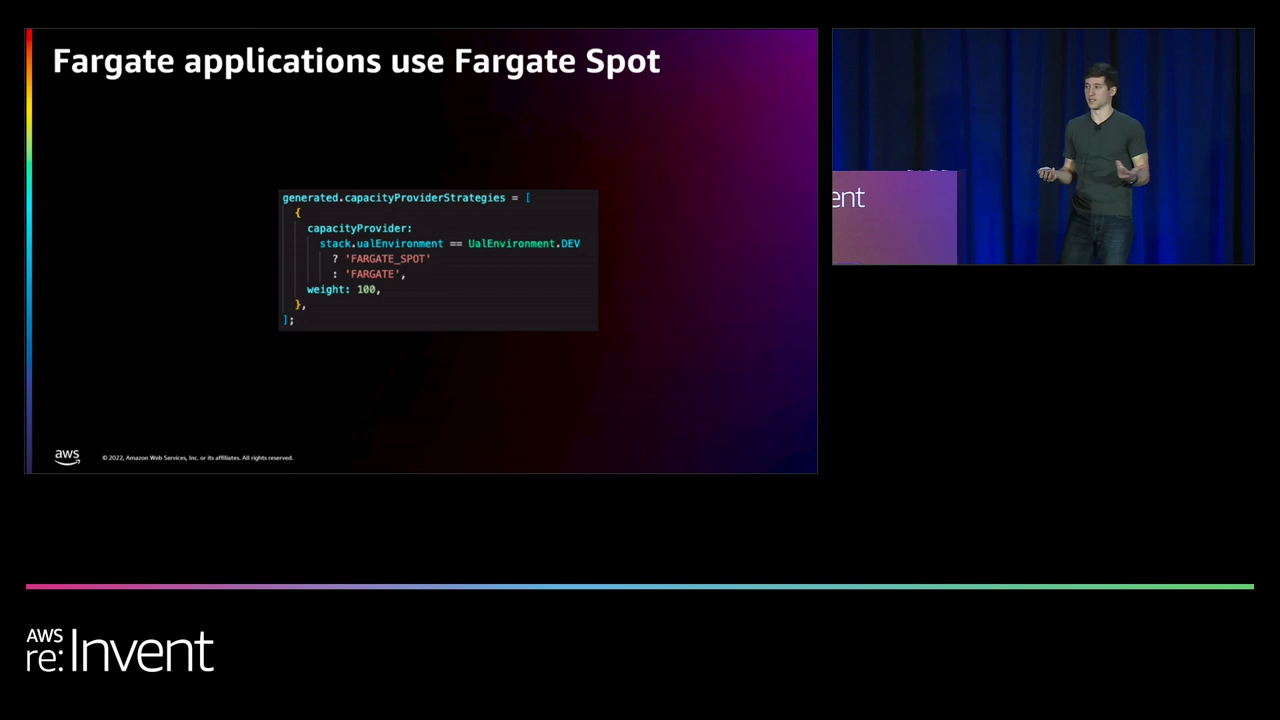 Fargate applications use Fargate Spot
generated.capacityProviderStrategies = [
{
capacityProvider:
stack.ualEnvironment == UalEnvironment.DEV
? 'FARGATE_SPOT'
: 'FARGATE',
weight: 100,
},
];
aws
© 2022, Amazon Web Services, Inc. or its affiliates. All rights reserved.
ent
AWS
re:Invent